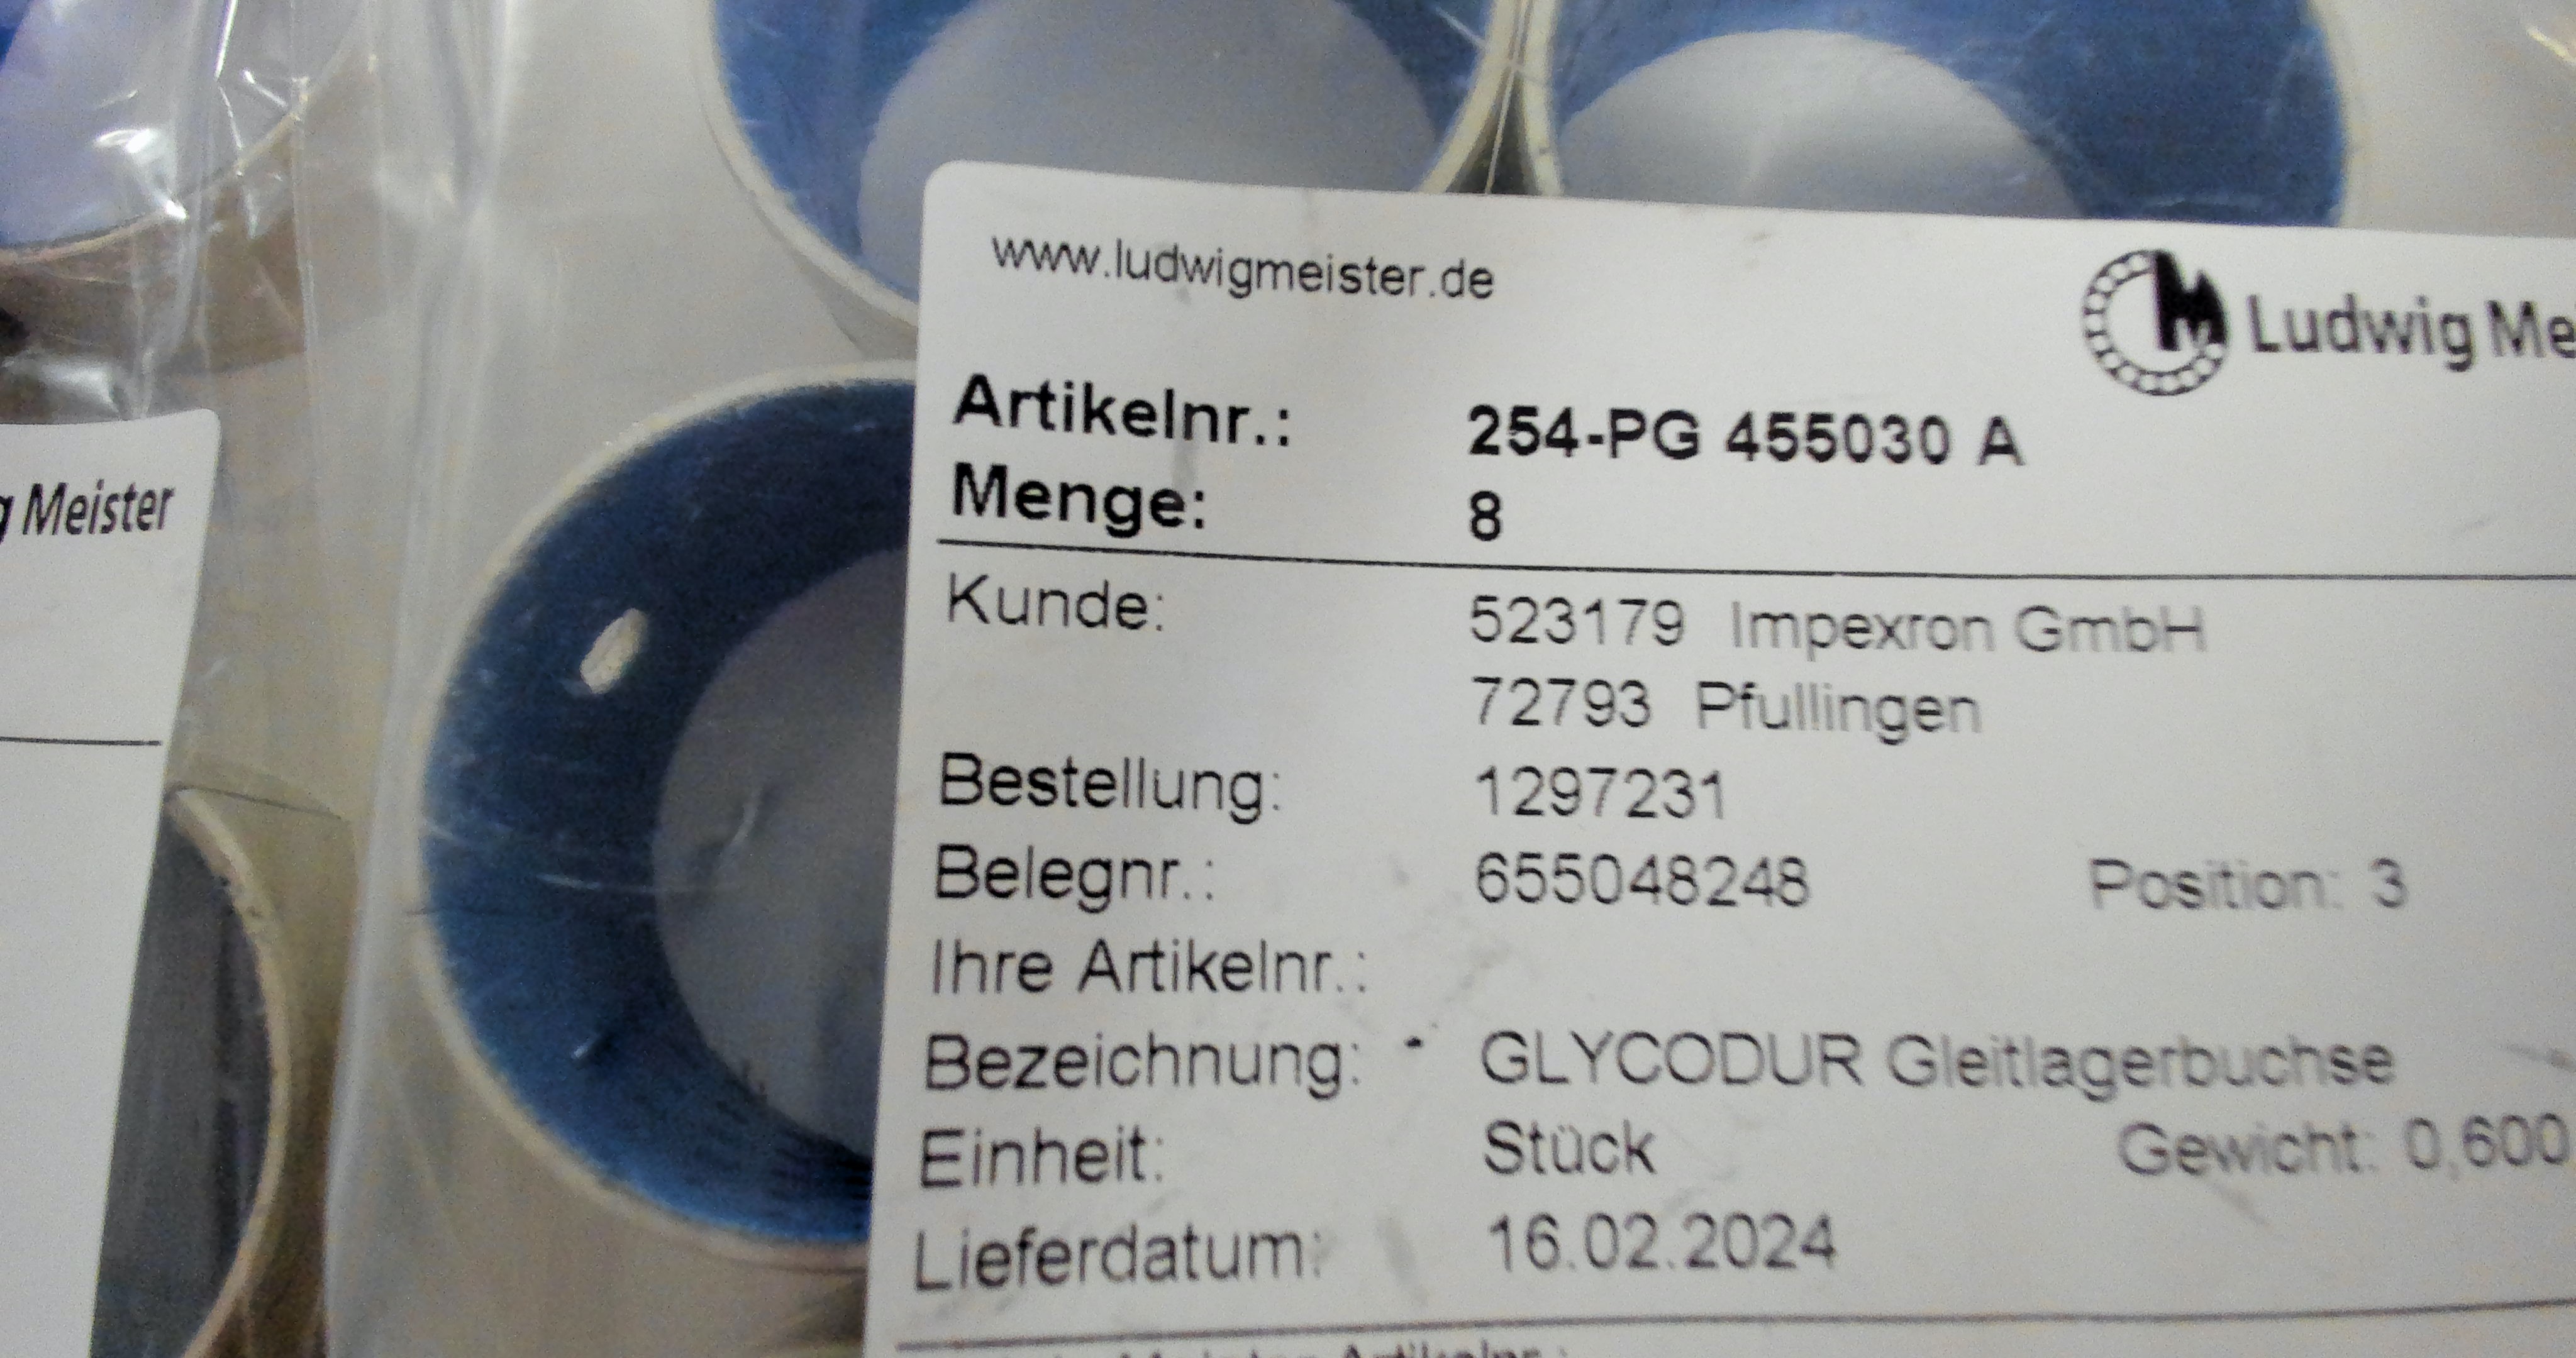 www.ludwigmeister.de
Ludwig Me
Artikelnr.: 254-PG 455030 A
Menge: 8
Kunde: 523179 Impexron GmbH
72793 Pfullingen
Bestellung: 1297231
Belegnr.: 655048248 Position: 3
Ihre Artikelnr.:
Bezeichnung: GLYCODUR Gleitlagerbuchse
Einheit: Stück Gewicht: 0,600
Lieferdatum: 16.02.2024
g Meister